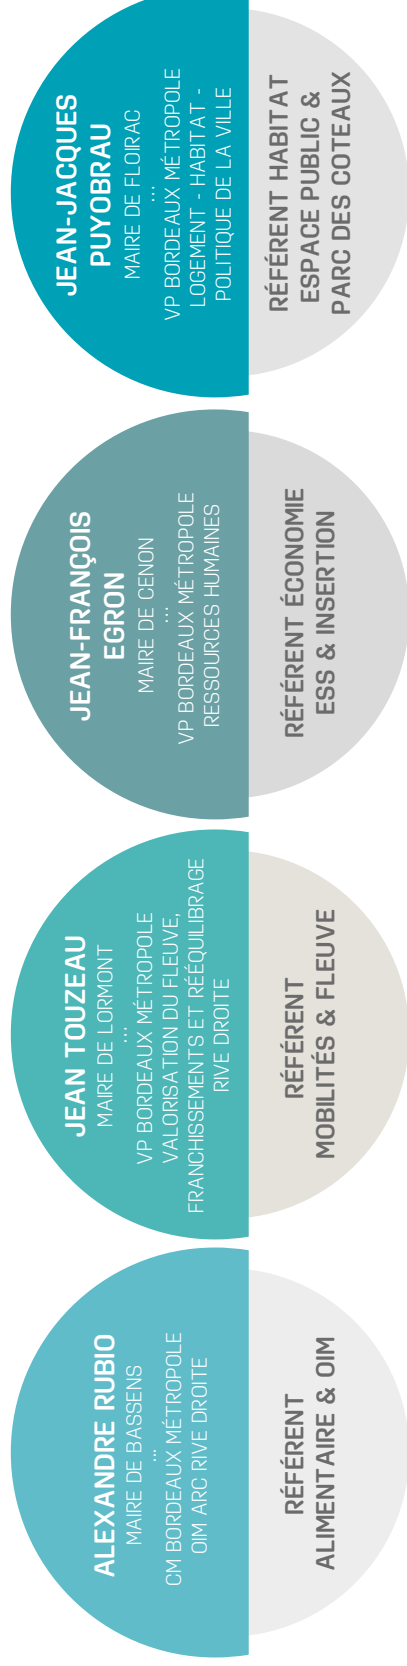 ALEXANDRE RUBIO
MAIRE DE BASSENS
...
CM BORDEAUX MÉTROPOLE
OIM ARC RIVE DROITE
RÉFÉRENT
ALIMENTAIRE & OIM
JEAN TOUZEAU
MAIRE DE LORMONT
...
VP BORDEAUX MÉTROPOLE
VALORISATION DU FLEUVE,
FRANCHISSEMENTS ET RÉÉQUILIBRAGE
RIVE DROITE
RÉFÉRENT
MOBILITÉS & FLEUVE
JEAN-FRANÇOIS
EGRON
MAIRE DE CENON
...
VP BORDEAUX MÉTROPOLE
RESSOURCES HUMAINES
RÉFÉRENT ÉCONOMIE
ESS & INSERTION
JEAN-JACQUES
PUYOBRAU
MAIRE DE FLOIRAC
...
VP BORDEAUX MÉTROPOLE
LOGEMENT - HABITAT -
POLITIQUE DE LA VILLE
RÉFÉRENT HABITAT
ESPACE PUBLIC &
PARC DES COTEAUX